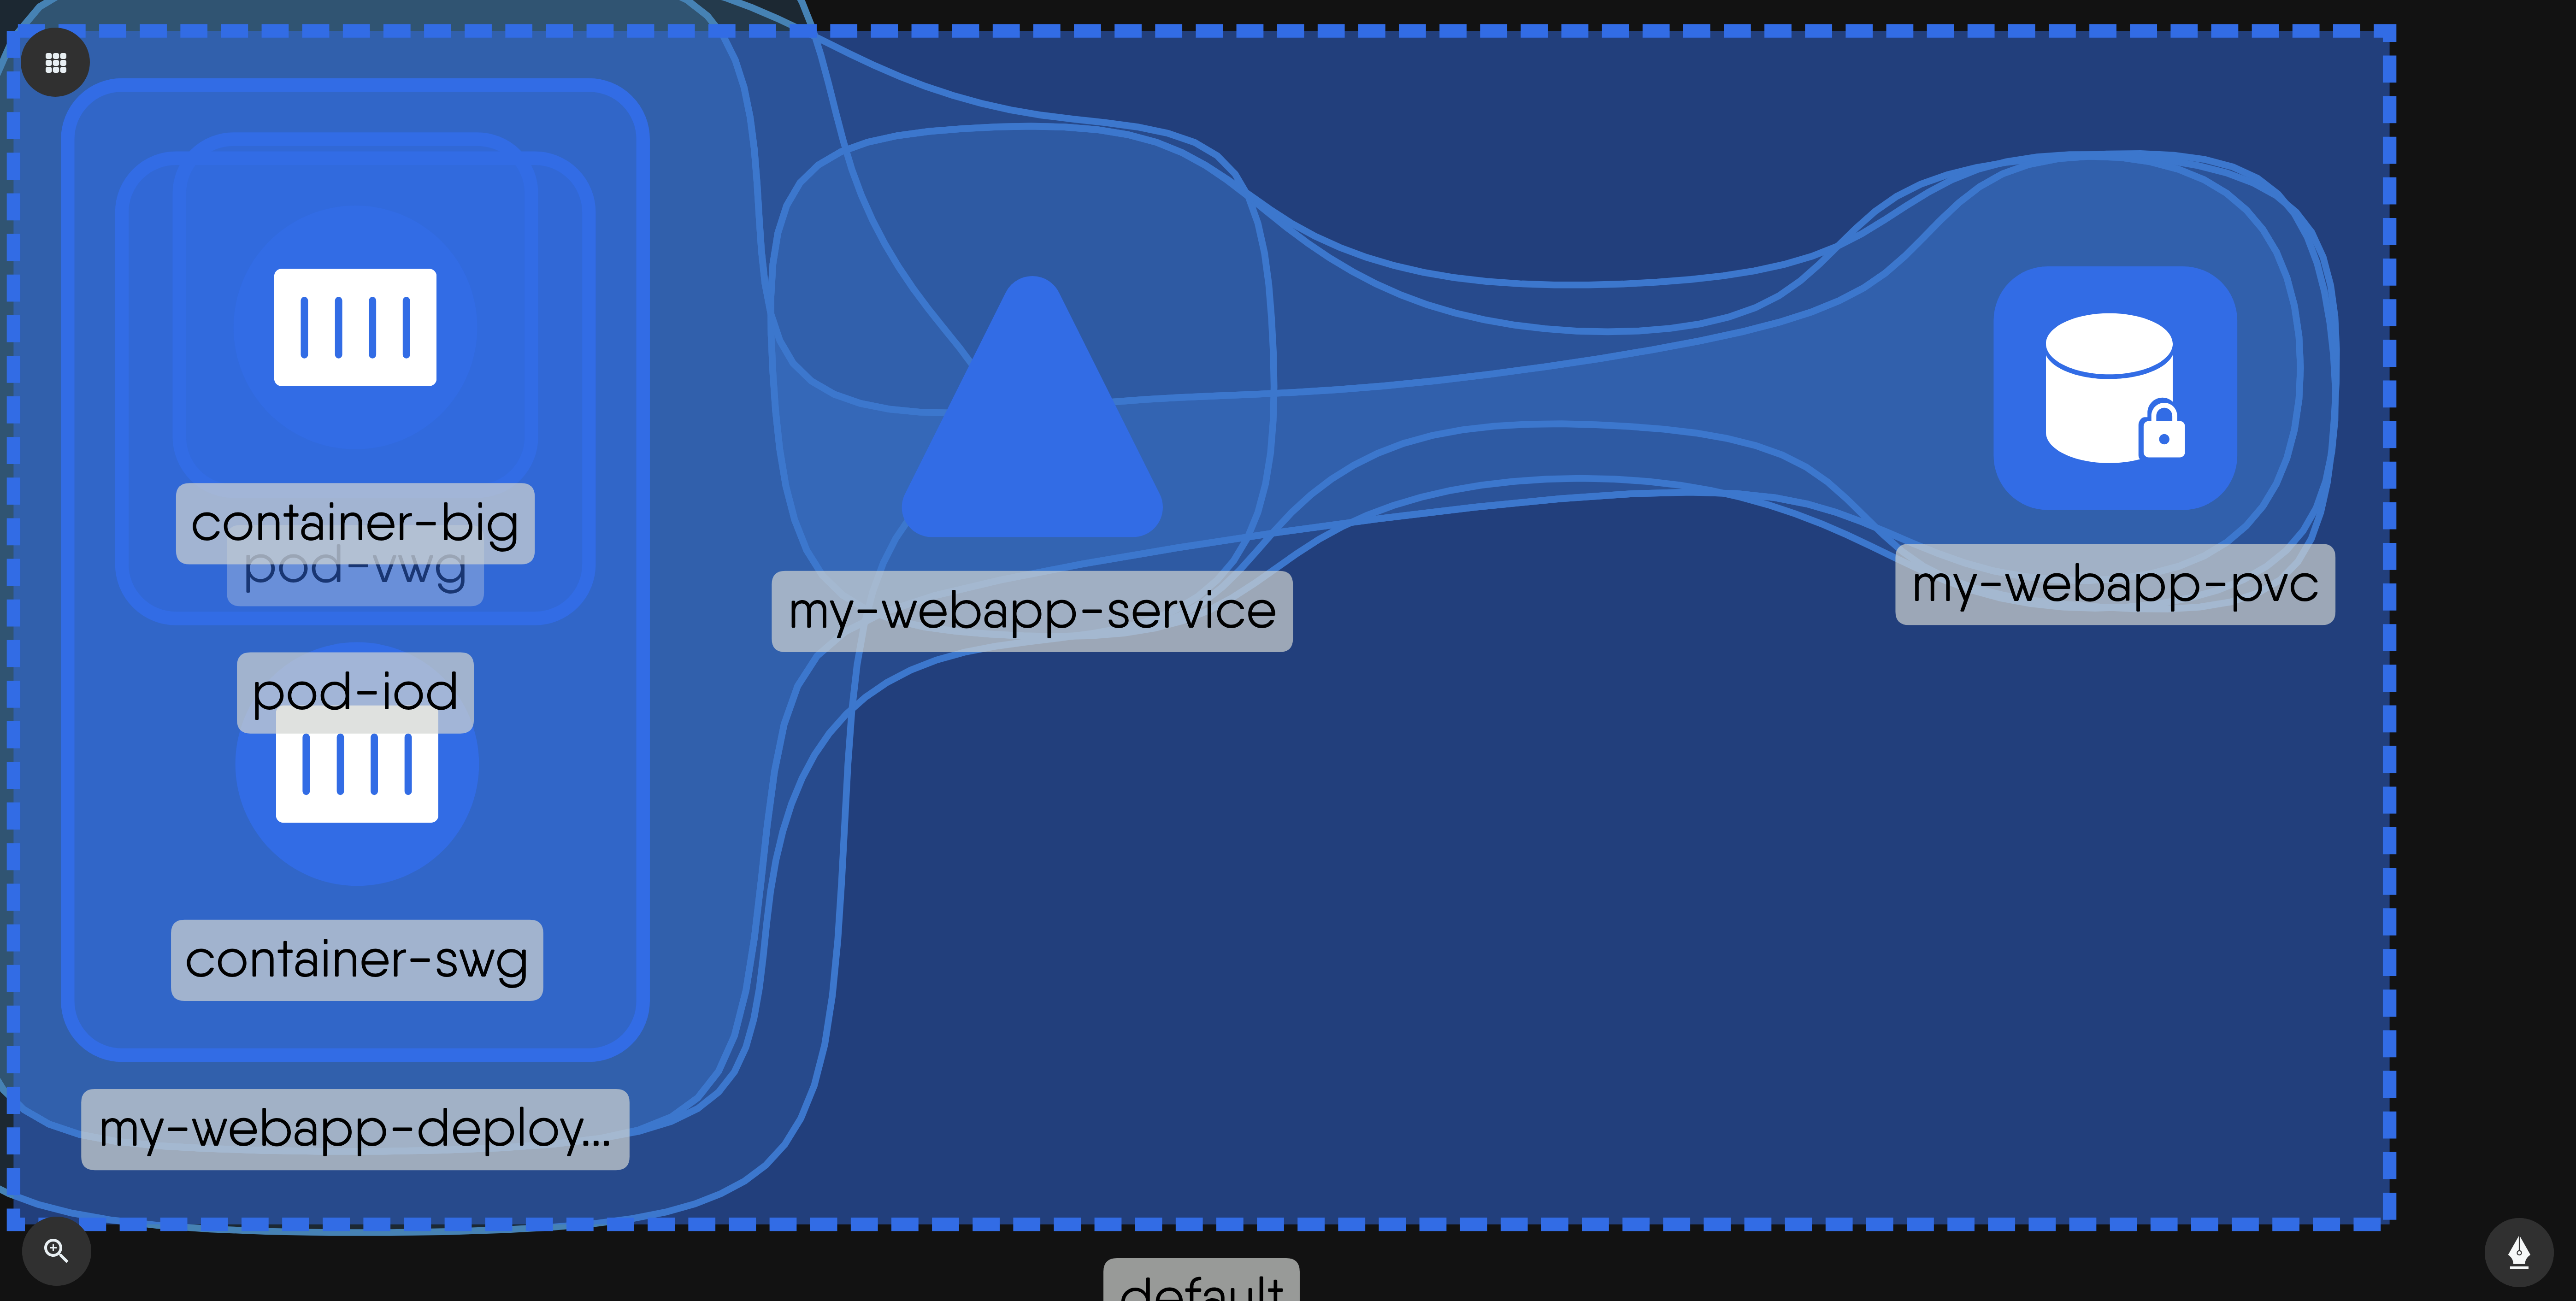 container-big
pod-vwg
pod-iod
container-swg
my-webapp-deploy...
my-webapp-service
my-webapp-pvc
default